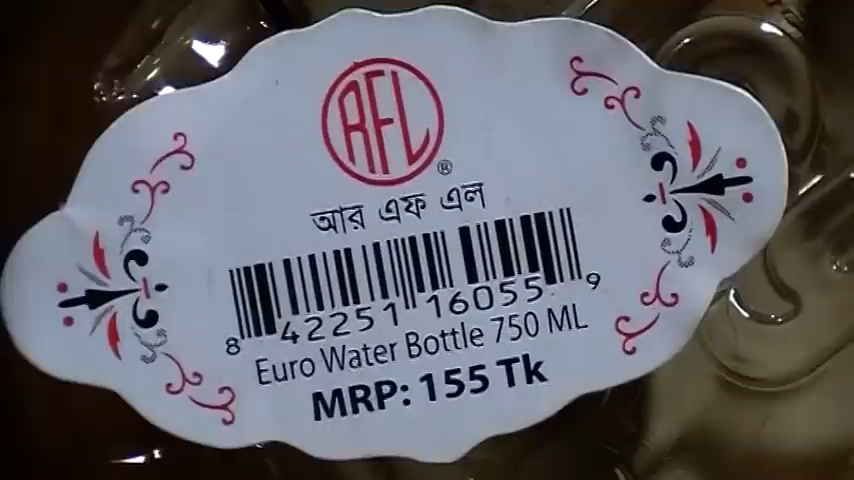 RFL
®
আর এফ এল
8 42251 16055 9
Euro Water Bottle 750 ML
MRP: 155 Tk